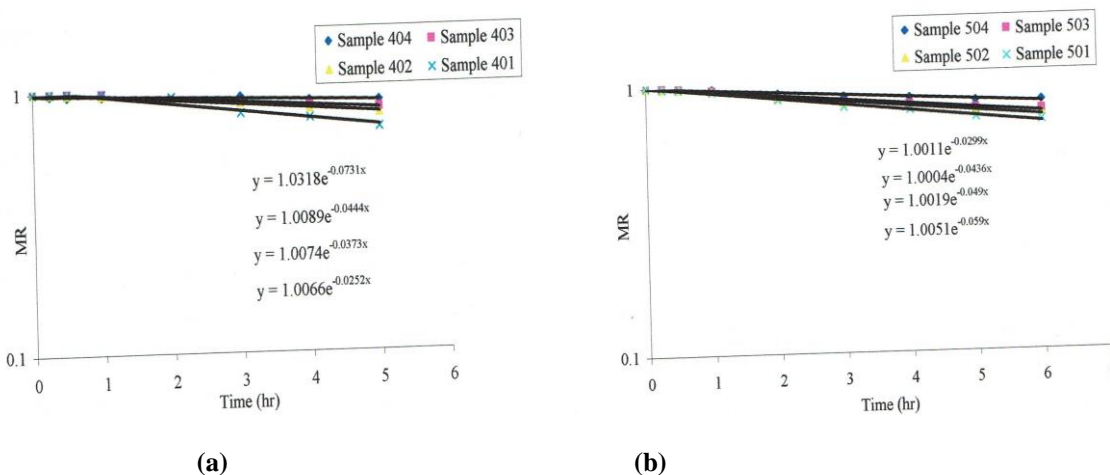 Sample 404 Sample 403
Sample 402 Sample 401
1
y = 1.0318e-0.0731x
y = 1.0089e-0.0444x
y = 1.0074e-0.0373x
y = 1.0066e-0.0252x
MR
0.1
0 1 2 3 4 5 6
Time (hr)
(a)
Sample 504 Sample 503
Sample 502 Sample 501
1
y = 1.0011e-0.0299x
y = 1.0004e-0.0436x
y = 1.0019e-0.049x
y = 1.0051e-0.059x
MR
0.1
0 1 2 3 4 5 6
Time (hr)
(b)